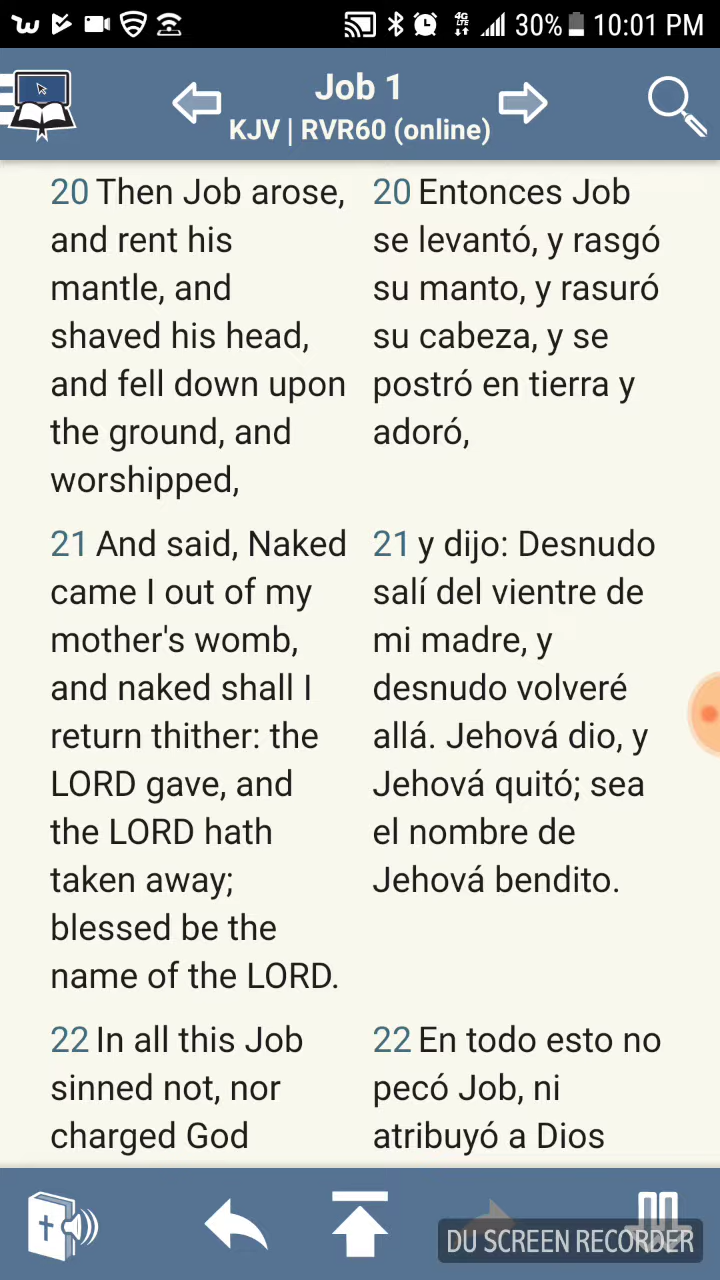 30% 10:01 PM
Job 1
KJV | RVR60 (online)
20 Then Job arose,
and rent his
mantle, and
shaved his head,
and fell down upon
the ground, and
worshipped,
20 Entonces Job
se levantó, y rasgó
su manto, y rasuró
su cabeza, y se
postró en tierra y
adoró,
21 And said, Naked
came I out of my
mother's womb,
and naked shall I
return thither: the
LORD gave, and
the LORD hath
taken away;
blessed be the
name of the LORD.
21 y dijo: Desnudo
salí del vientre de
mi madre, y
desnudo volveré
allá. Jehová dio, y
Jehová quitó; sea
el nombre de
Jehová bendito.
22 In all this Job
sinned not, nor
charged God
22 En todo esto no
pecó Job, ni
atribuyó a Dios
DU SCREEN RECORDER